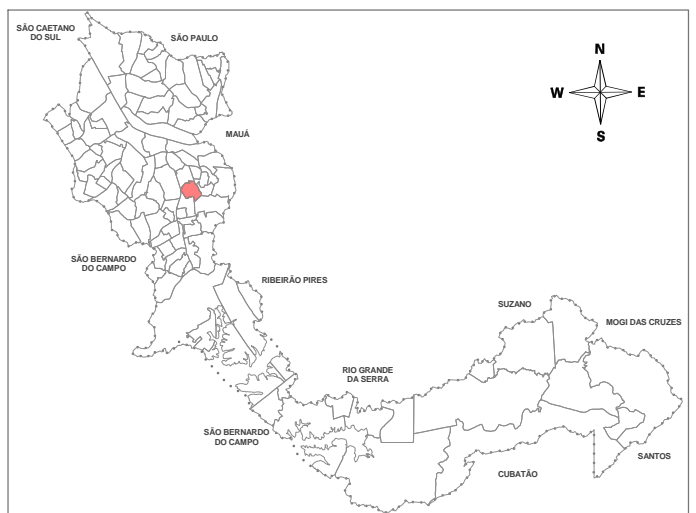 SÃO CAETANO
DO SUL
SÃO PAULO
N
W
E
S
MAUÁ
SÃO BERNARDO
DO CAMPO
RIBEIRÃO PIRES
SUZANO
MOGI DAS CRUZES
RIO GRANDE
DA SERRA
SÃO BERNARDO
DO CAMPO
SANTOS
CUBATÃO